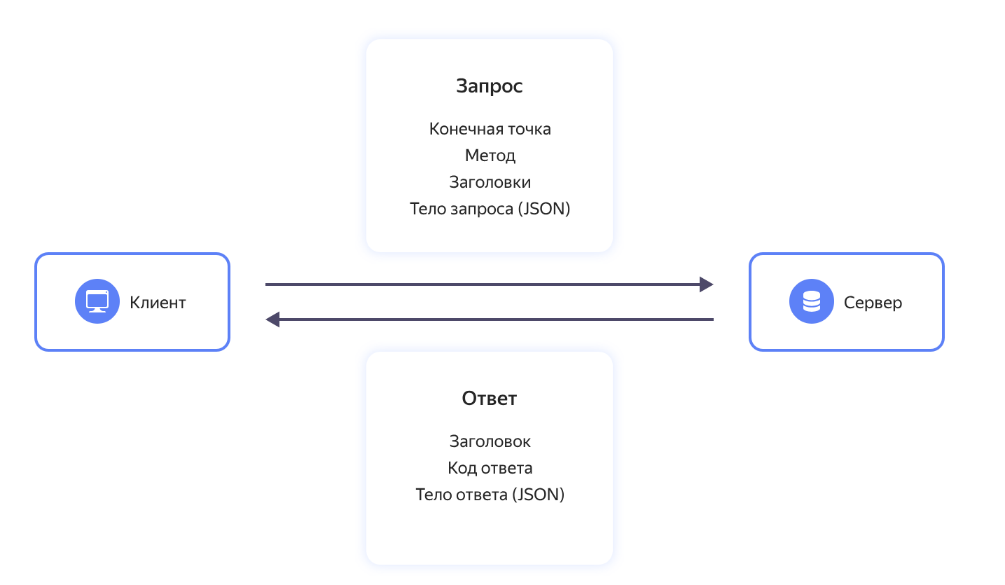 Запрос
Конечная точка
Метод
Заголовки
Тело запроса (JSON)
Клиент
Сервер
Ответ
Заголовок
Код ответа
Тело ответа (JSON)